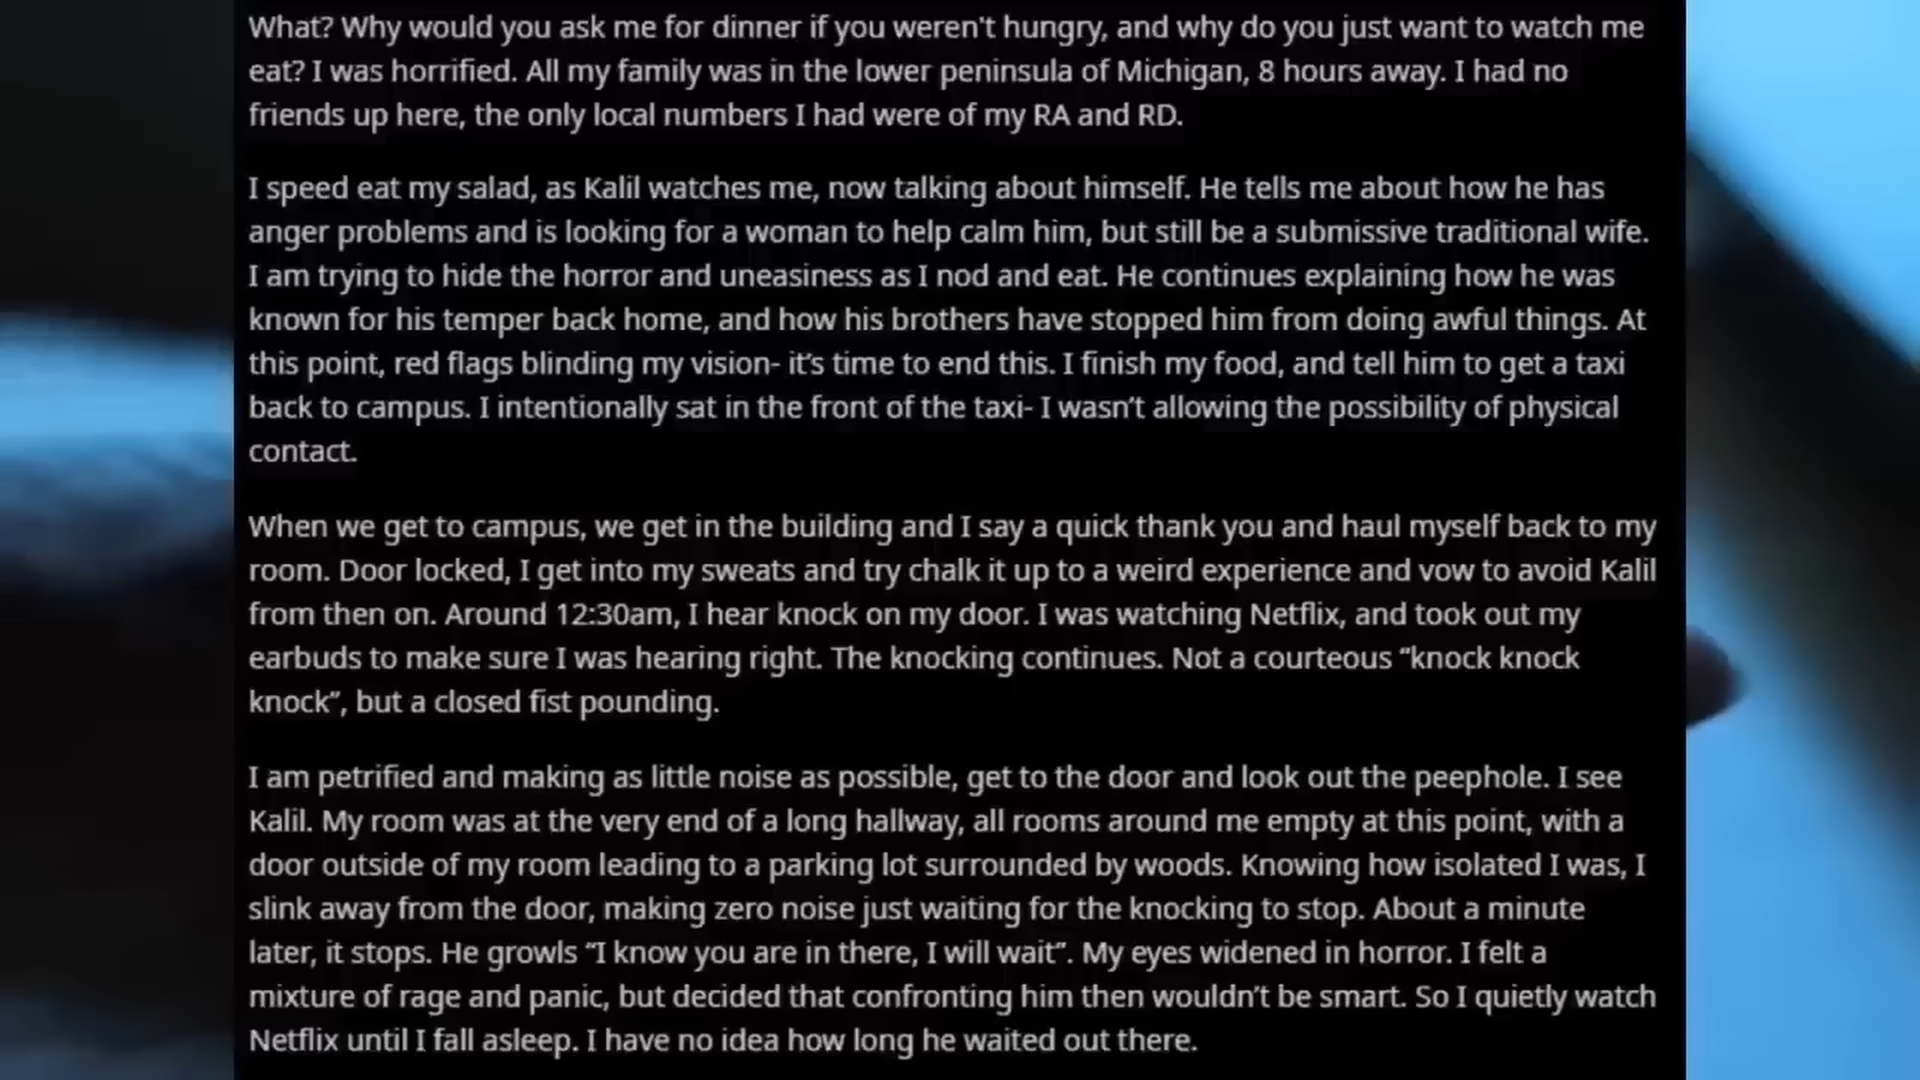 What? Why would you ask me for dinner if you weren't hungry, and why do you just want to watch me
eat? I was horrified. All my family was in the lower peninsula of Michigan, 8 hours away. I had no
friends up here, the only local numbers I had were of my RA and RD.
I speed eat my salad, as Kalil watches me, now talking about himself. He tells me about how he has
anger problems and is looking for a woman to help calm him, but still be a submissive traditional wife.
I am trying to hide the horror and uneasiness as I nod and eat. He continues explaining how he was
known for his temper back home, and how his brothers have stopped him from doing awful things. At
this point, red flags blinding my vision- it’s time to end this. I finish my food, and tell him to get a taxi
back to campus. I intentionally sat in the front of the taxi- I wasn’t allowing the possibility of physical
contact.
When we get to campus, we get in the building and I say a quick thank you and haul myself back to my
room. Door locked, I get into my sweats and try chalk it up to a weird experience and vow to avoid Kalil
from then on. Around 12:30am, I hear knock on my door. I was watching Netflix, and took out my
earbuds to make sure I was hearing right. The knocking continues. Not a courteous “knock knock
knock”, but a closed fist pounding.
I am petrified and making as little noise as possible, get to the door and look out the peephole. I see
Kalil. My room was at the very end of a long hallway, all rooms around me empty at this point, with a
door outside of my room leading to a parking lot surrounded by woods. Knowing how isolated I was, I
slink away from the door, making zero noise just waiting for the knocking to stop. About a minute
later, it stops. He growls “I know you are in there, I will wait”. My eyes widened in horror. I felt a
mixture of rage and panic, but decided that confronting him then wouldn’t be smart. So I quietly watch
Netflix until I fall asleep. I have no idea how long he waited out there.